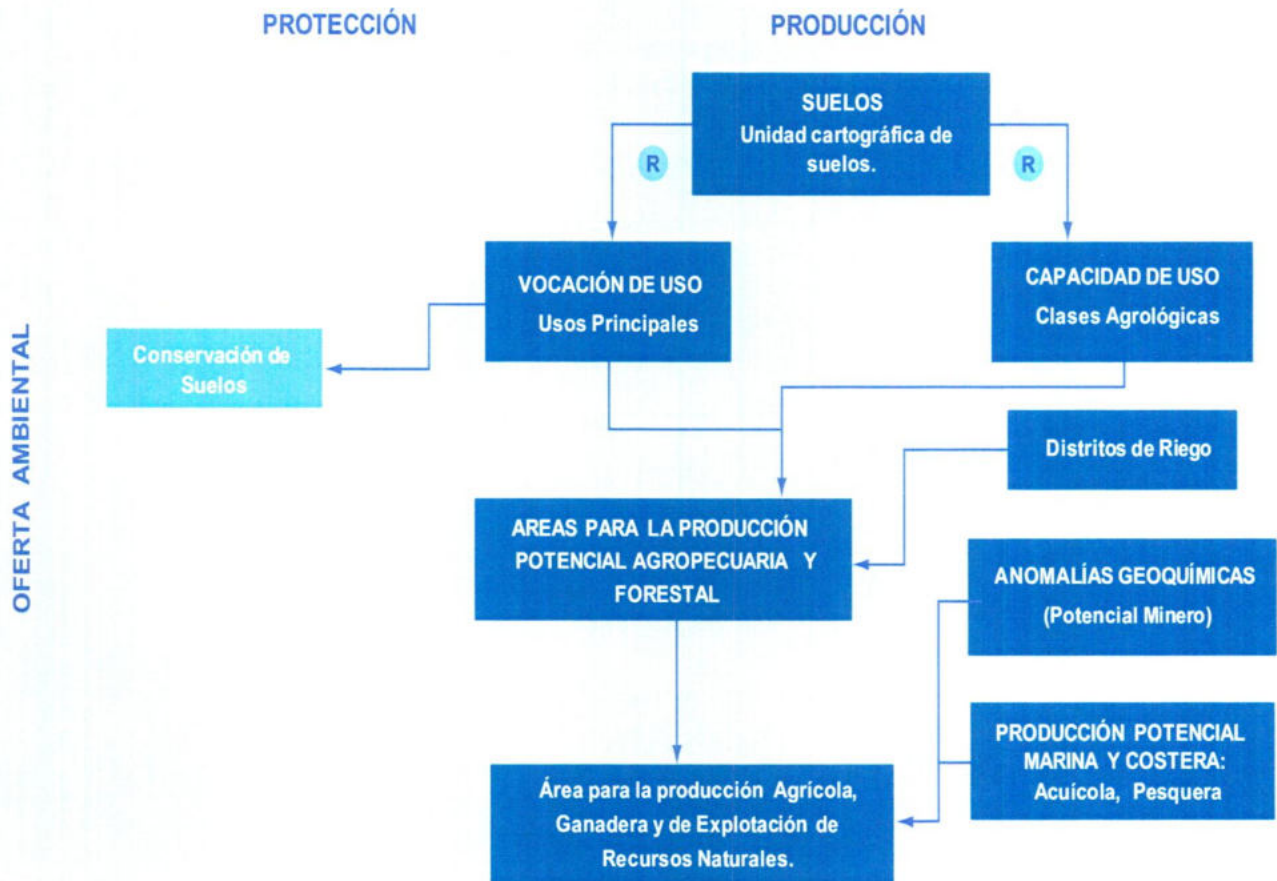 PROTECCIÓN
PRODUCCIÓN
SUELOS
Unidad cartográfica de
suelos.
R
R
VOCACIÓN DE USO
Usos Principales
CAPACIDAD DE USO
Clases Agrológicas
Conservación de
Suelos
OFERTA AMBIENTAL
Distritos de Riego
AREAS PARA LA PRODUCCIÓN
POTENCIAL AGROPECUARIA Y
FORESTAL
ANOMALÍAS GEOQUÍMICAS
(Potencial Minero)
PRODUCCIÓN POTENCIAL
MARINA Y COSTERA:
Acuícola, Pesquera
Área para la producción Agrícola,
Ganadera y de Explotación de
Recursos Naturales.